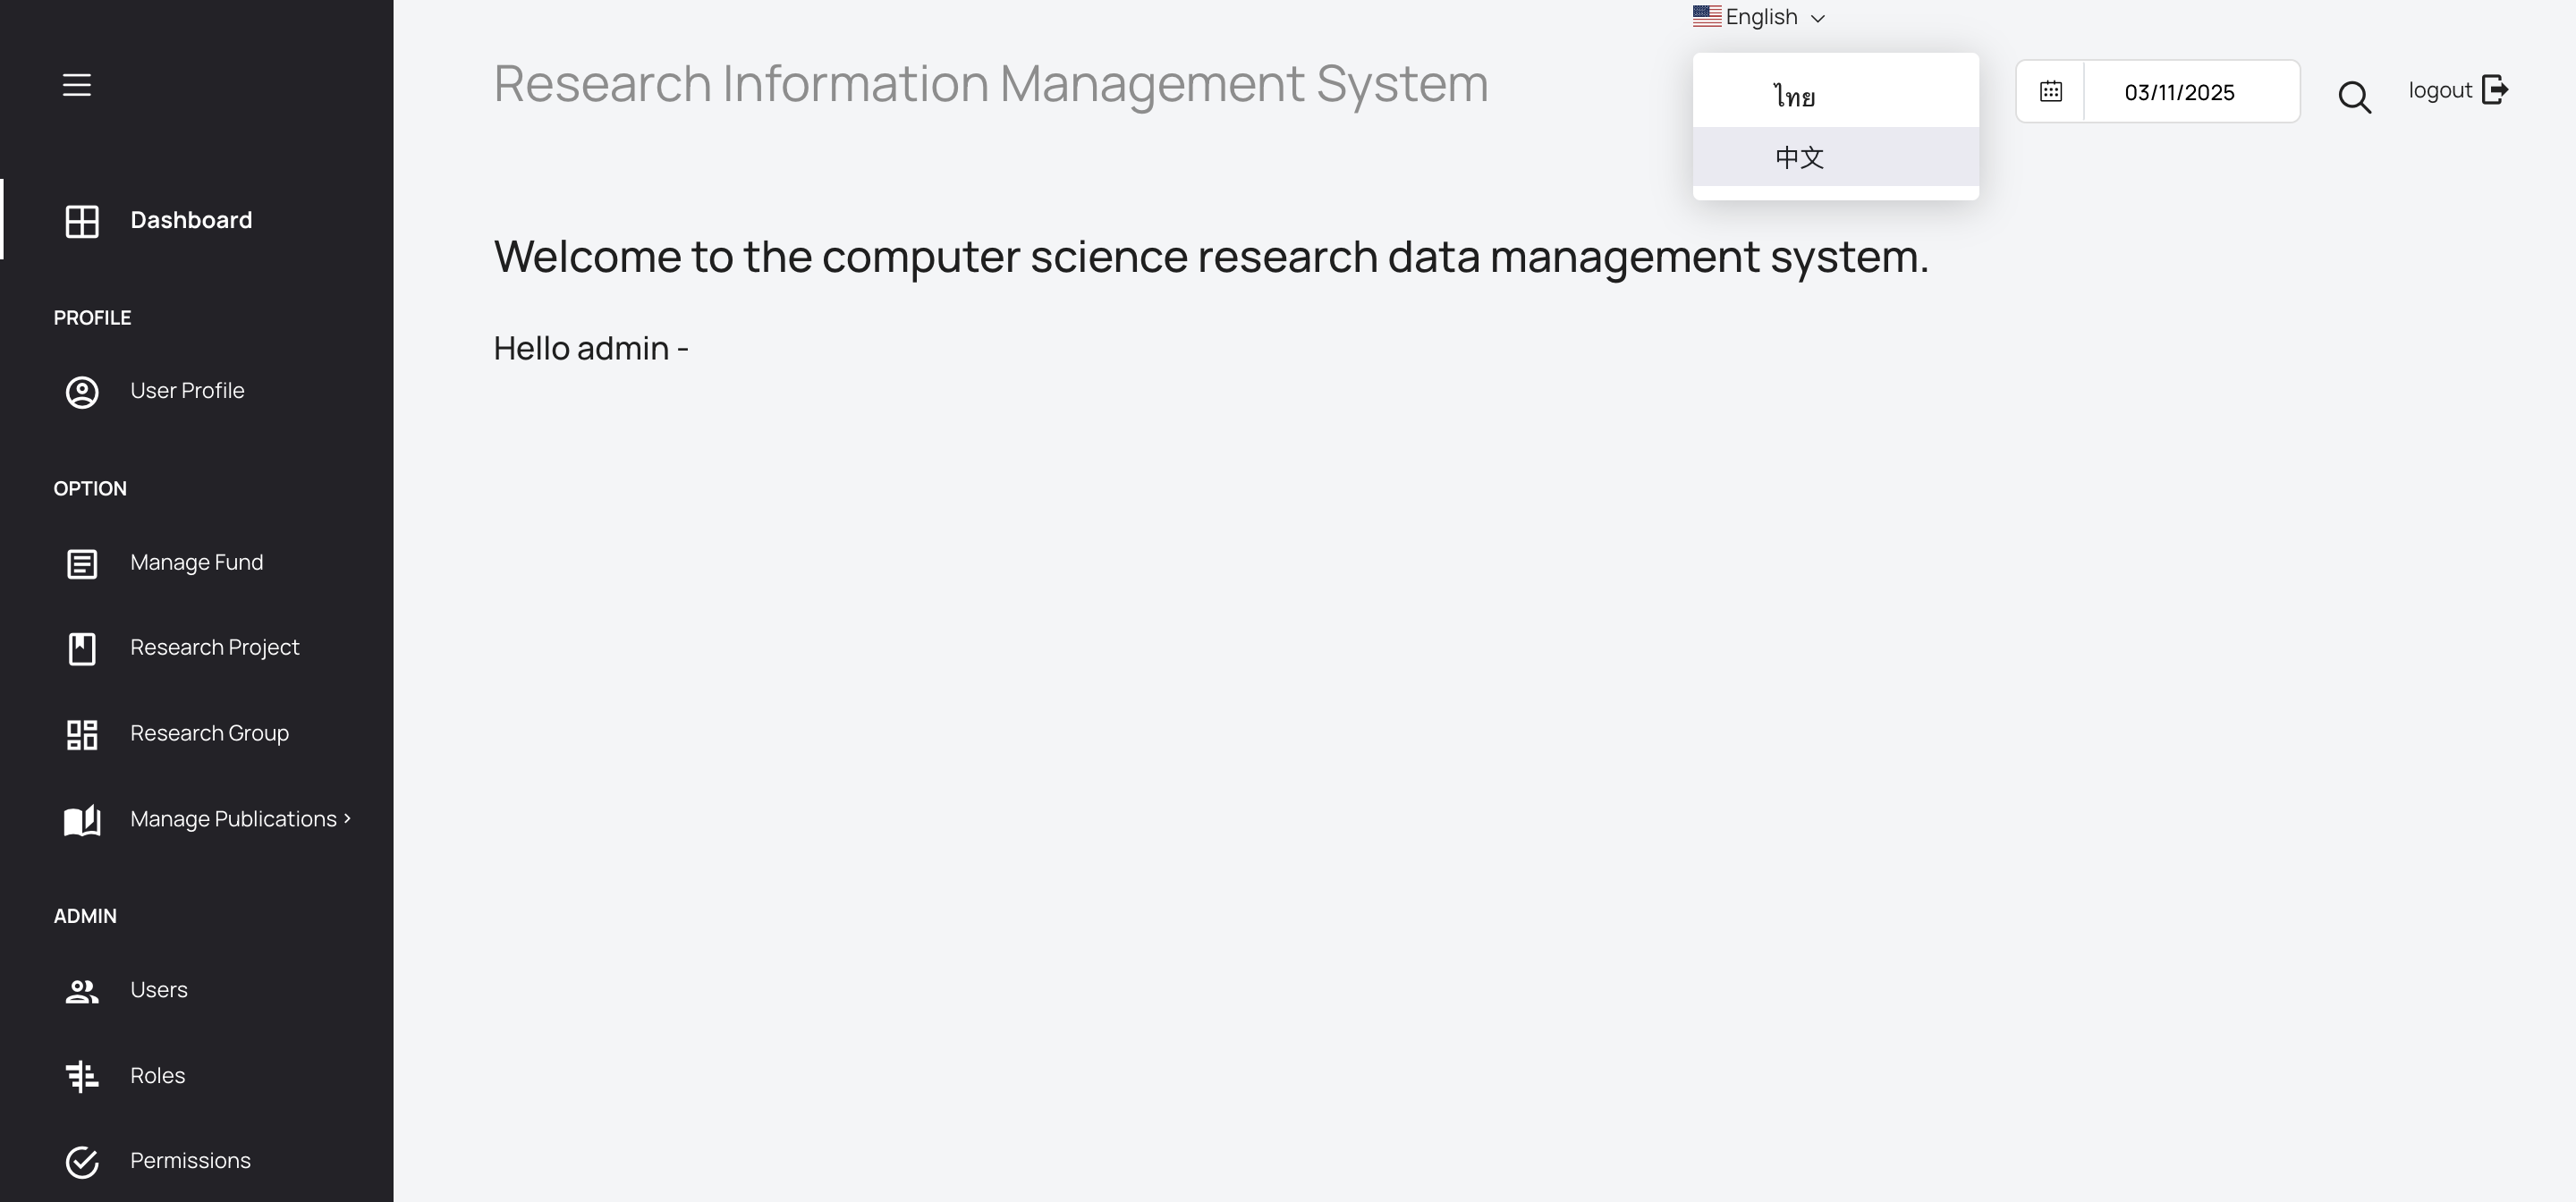 English
Research Information Management System
ไทย
中文
03/11/2025
logout
Dashboard
Welcome to the computer science research data management system.
PROFILE
Hello admin -
User Profile
OPTION
Manage Fund
Research Project
Research Group
Manage Publications
ADMIN
Users
Roles
Permissions